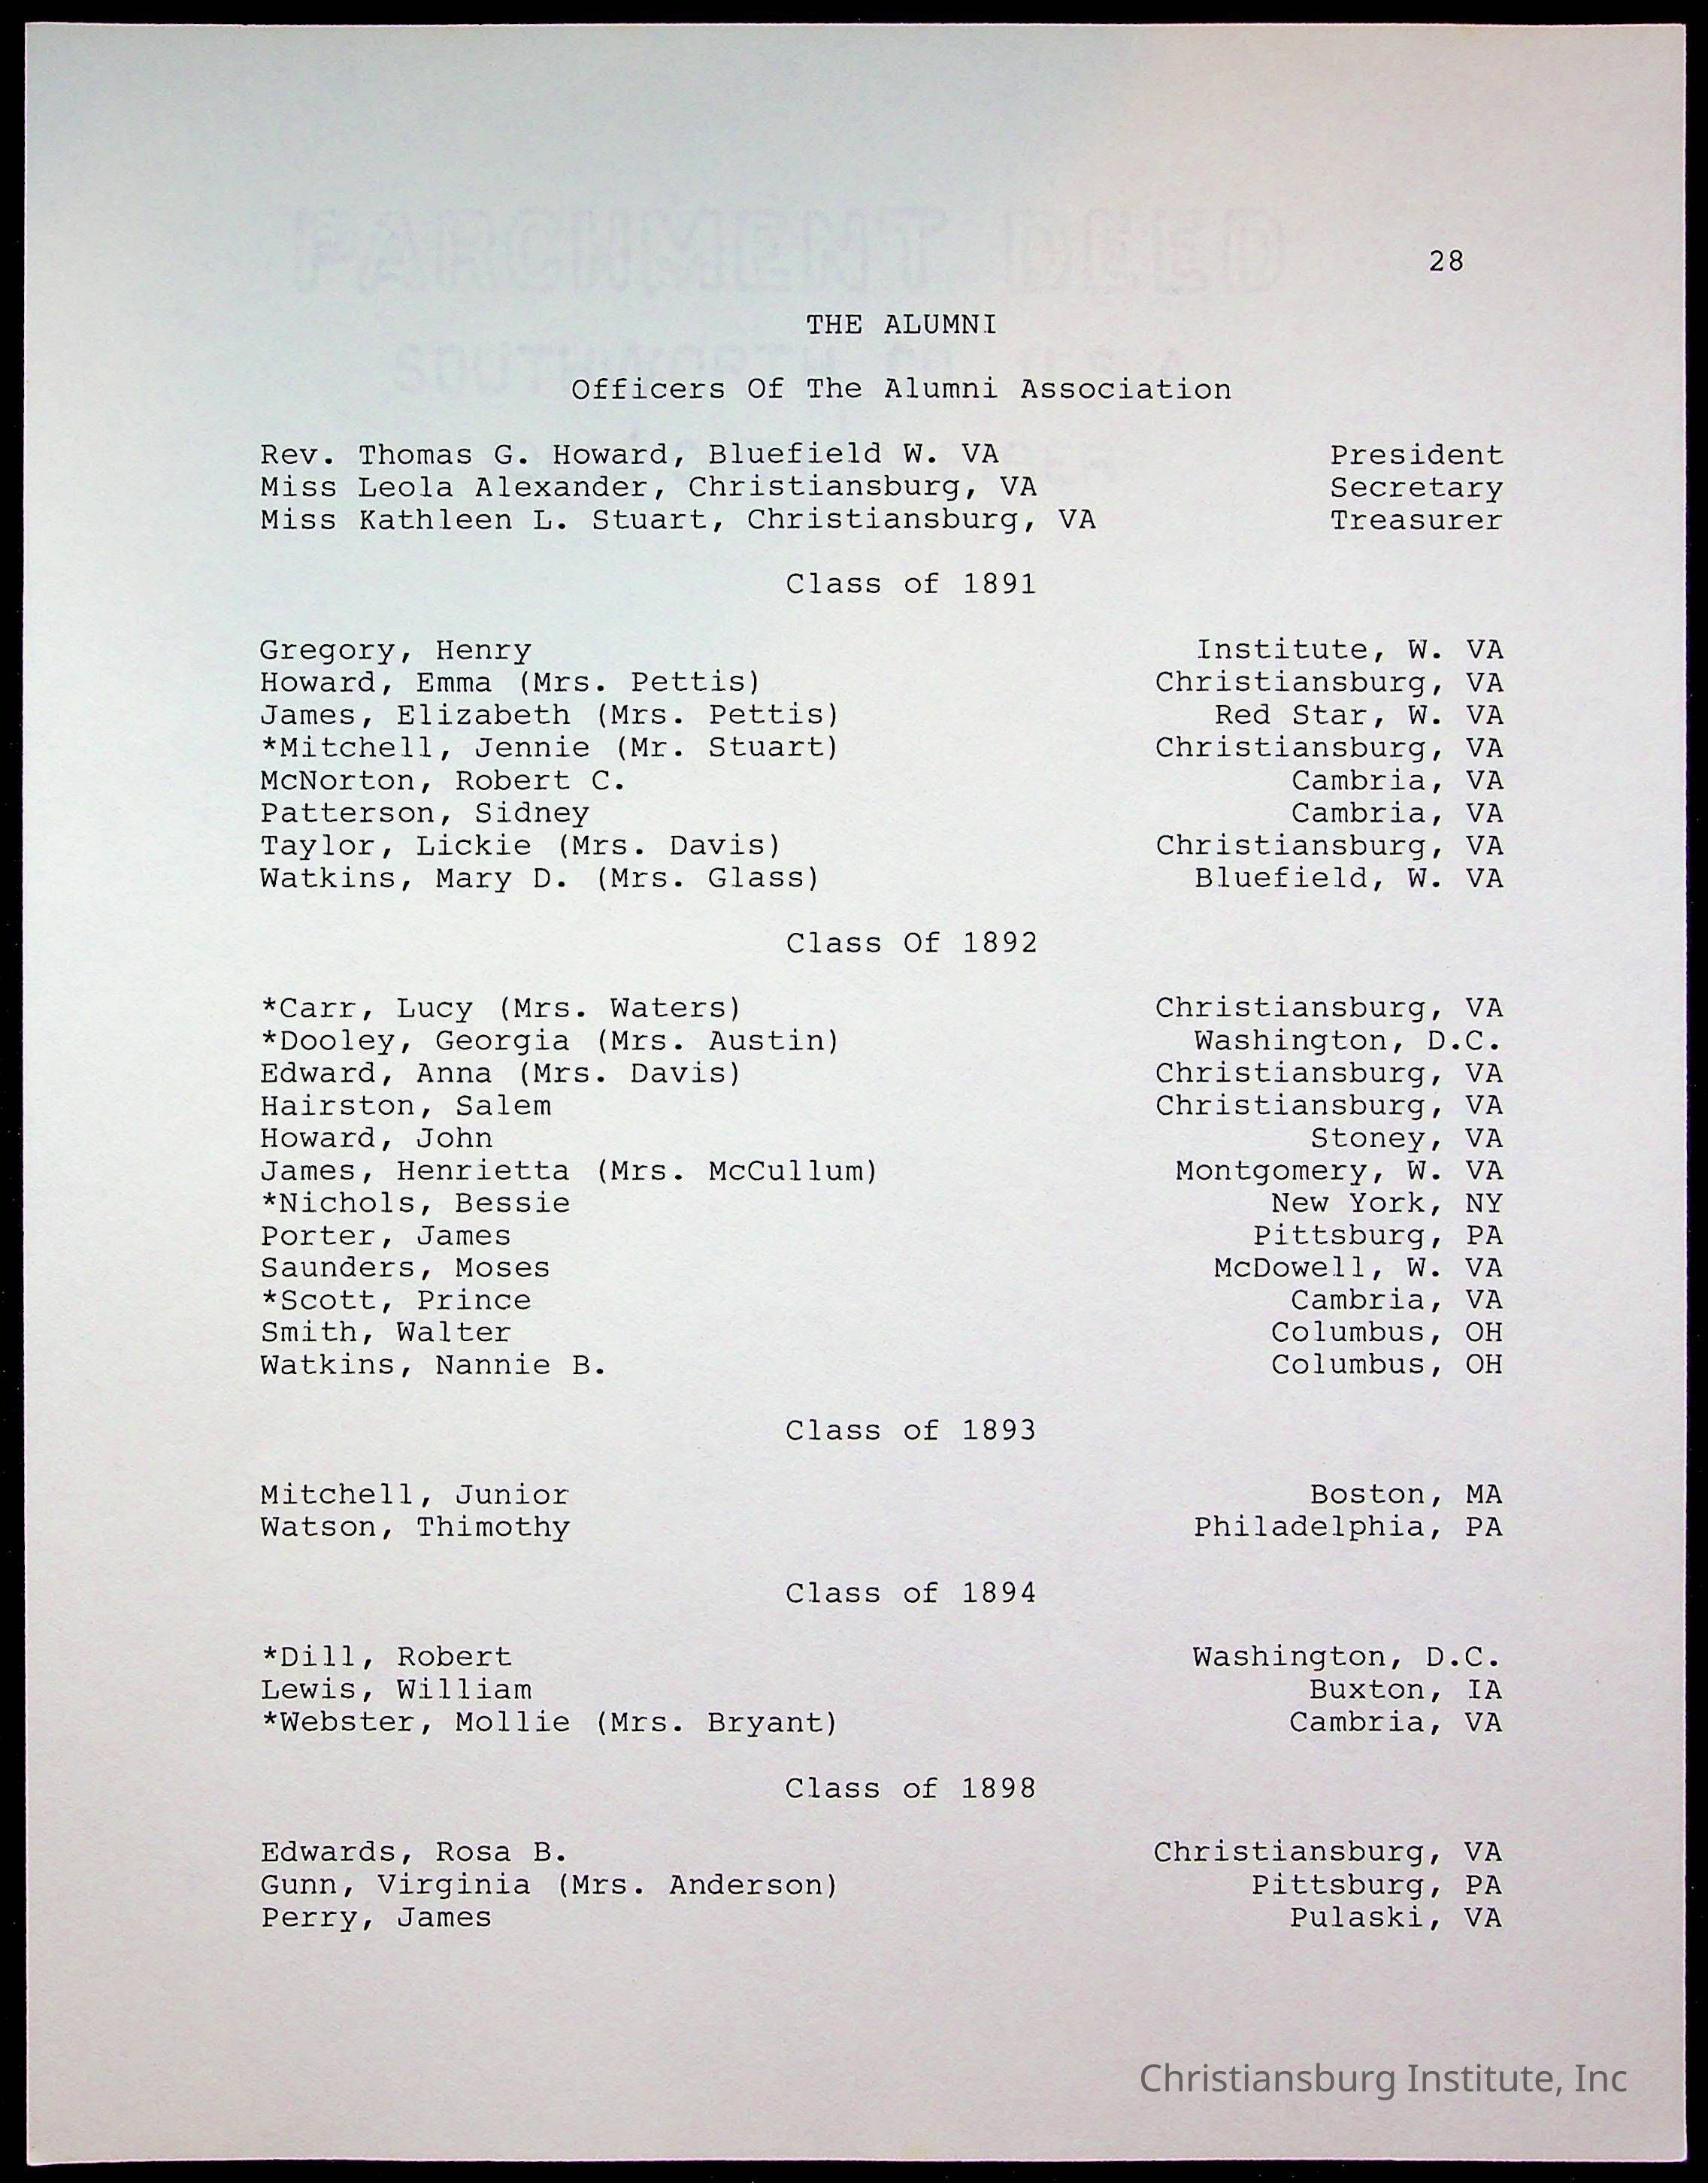 PARCHMENT DEED
28
THE ALUMNI
SOUTHWORTH CO. U.S.A.
Officers Of The Alumni Association
Rev. Thomas G. Howard, Bluefield W. VA President
Miss Leola Alexander, Christiansburg, VA Secretary
Miss Kathleen L. Stuart, Christiansburg, VA Treasurer
Class of 1891
Gregory, Henry Institute, W. VA
Howard, Emma (Mrs. Pettis) Christiansburg, VA
James, Elizabeth (Mrs. Pettis) Red Star, W. VA
*Mitchell, Jennie (Mr. Stuart) Christiansburg, VA
McNorton, Robert C. Cambria, VA
Patterson, Sidney Cambria, VA
Taylor, Lickie (Mrs. Davis) Christiansburg, VA
Watkins, Mary D. (Mrs. Glass) Bluefield, W. VA
Class Of 1892
*Carr, Lucy (Mrs. Waters) Christiansburg, VA
*Dooley, Georgia (Mrs. Austin) Washington, D.C.
Edward, Anna (Mrs. Davis) Christiansburg, VA
Hairston, Salem Christiansburg, VA
Howard, John Stoney, VA
James, Henrietta (Mrs. McCullum) Montgomery, W. VA
*Nichols, Bessie New York, NY
Porter, James Pittsburg, PA
Saunders, Moses McDowell, W. VA
*Scott, Prince Cambria, VA
Smith, Walter Columbus, OH
Watkins, Nannie B. Columbus, OH
Class of 1893
Mitchell, Junior Boston, MA
Watson, Thimothy Philadelphia, PA
Class of 1894
*Dill, Robert Washington, D.C.
Lewis, William Buxton, IA
*Webster, Mollie (Mrs. Bryant) Cambria, VA
Class of 1898
Edwards, Rosa B. Christiansburg, VA
Gunn, Virginia (Mrs. Anderson) Pittsburg, PA
Perry, James Pulaski, VA
Christiansburg Institute, Inc